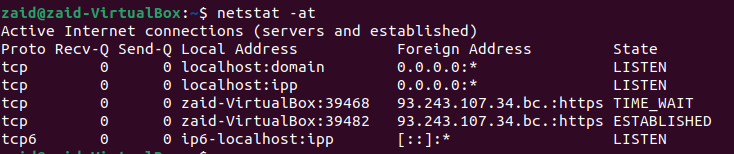 zaid@zaid-VirtualBox:~$ netstat -at
Active Internet connections (servers and established)
Proto Recv-Q Send-Q Local Address           Foreign Address         State
tcp        0      0 localhost:domain        0.0.0.0:*               LISTEN
tcp        0      0 localhost:ipp           0.0.0.0:*               LISTEN
tcp        0      0 zaid-VirtualBox:39468   93.243.107.34.bc.:https TIME_WAIT
tcp        0      0 zaid-VirtualBox:39482   93.243.107.34.bc.:https ESTABLISHED
tcp6       0      0 ip6-localhost:ipp       [::]:*                  LISTEN